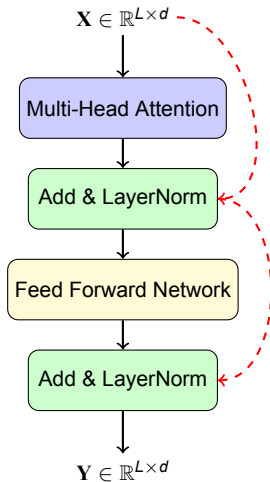 X ∈ ℝ^{L×d}
Multi-Head Attention
Add & LayerNorm
Feed Forward Network
Add & LayerNorm
Y ∈ ℝ^{L×d}